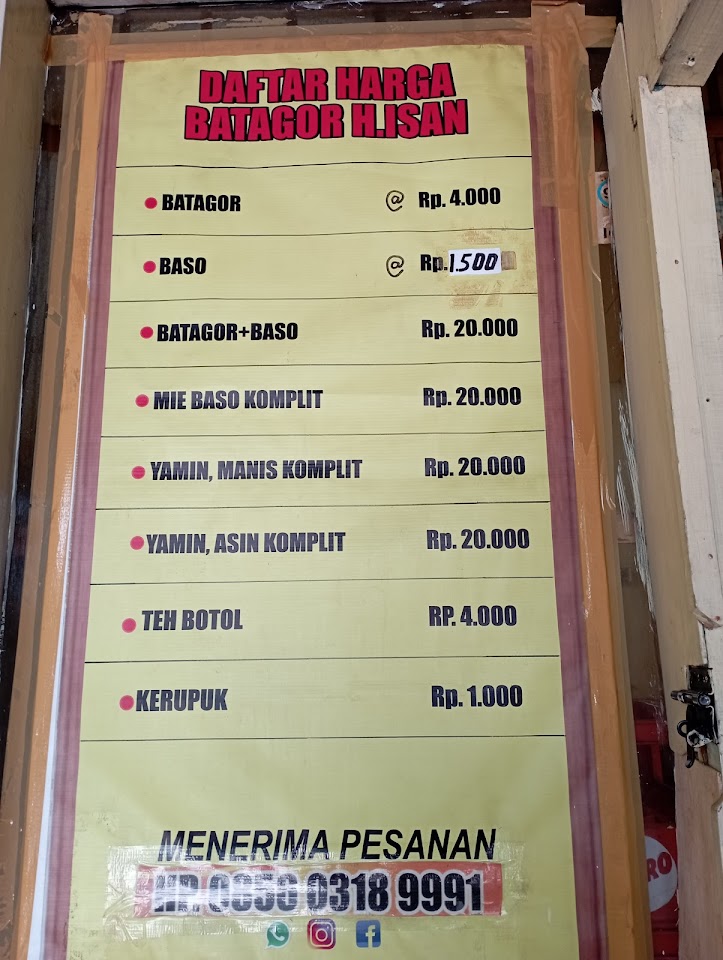 DAFTAR HARGA
BATAGOR H.ISAN
BATAGOR @ Rp. 4.000
BASO @ Rp.1.500
BATAGOR+BASO Rp. 20.000
MIE BASO KOMPLIT Rp. 20.000
YAMIN, MANIS KOMPLIT Rp. 20.000
YAMIN, ASIN KOMPLIT Rp. 20.000
TEH BOTOL RP. 4.000
KERUPUK Rp. 1.000
MENERIMA PESANAN
HP. 0856 0318 9991
RO